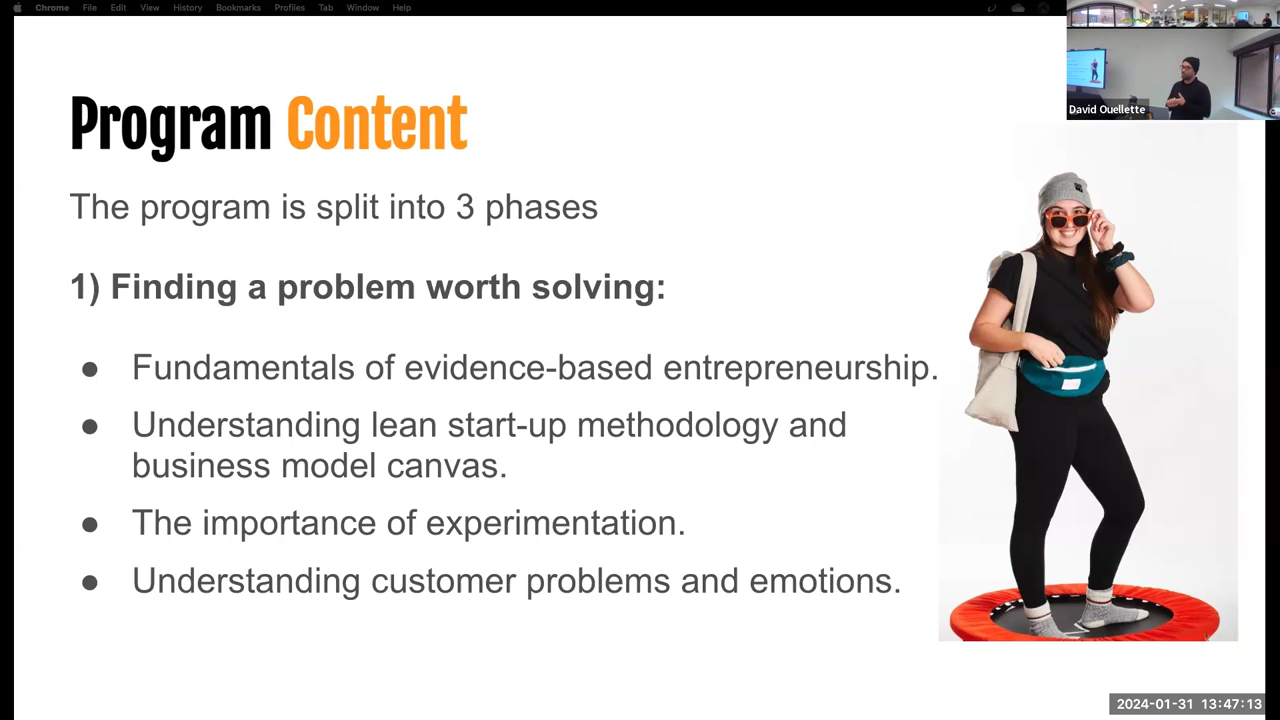 Chrome File Edit View History Bookmarks Profiles Tab Window Help
David Ouellette
Program Content
The program is split into 3 phases
1) Finding a problem worth solving:
● Fundamentals of evidence-based entrepreneurship.
● Understanding lean start-up methodology and
business model canvas.
● The importance of experimentation.
● Understanding customer problems and emotions.
2024-01-31 13:47:13